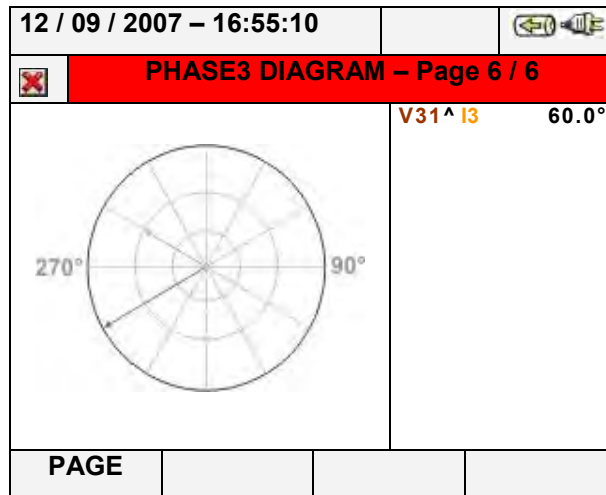 12 / 09 / 2007 – 16:55:10
PHASE3 DIAGRAM – Page 6 / 6
V31^ I3 60.0°
270° 90°
PAGE